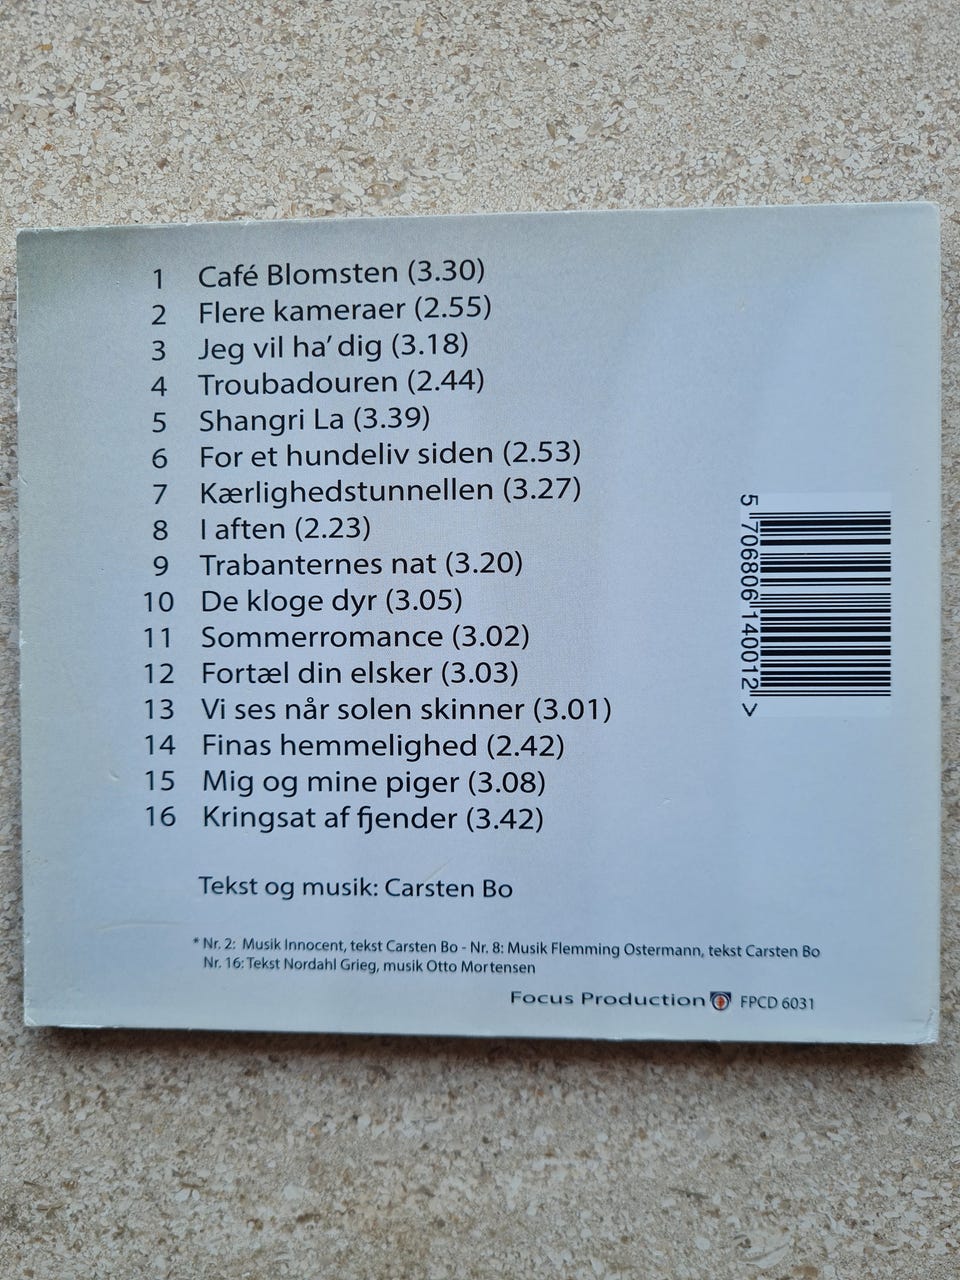 1 Café Blomsten (3.30)
2 Flere kameraer (2.55)
3 Jeg vil ha' dig (3.18)
4 Troubadouren (2.44)
5 Shangri La (3.39)
6 For et hundeliv siden (2.53)
7 Kærlighedstunnellen (3.27)
8 I aften (2.23)
9 Trabanternes nat (3.20)
10 De kloge dyr (3.05)
11 Sommerromance (3.02)
12 Fortæl din elsker (3.03)
13 Vi ses når solen skinner (3.01)
14 Finas hemmelighed (2.42)
15 Mig og mine piger (3.08)
16 Kringsat af fjender (3.42)
Tekst og musik: Carsten Bo
* Nr. 2: Musik Innocent, tekst Carsten Bo - Nr. 8: Musik Flemming Ostermann, tekst Carsten Bo
Nr. 16: Tekst Nordahl Grieg, musik Otto Mortensen
Focus Production FPCD 6031
5 706806 140012 >